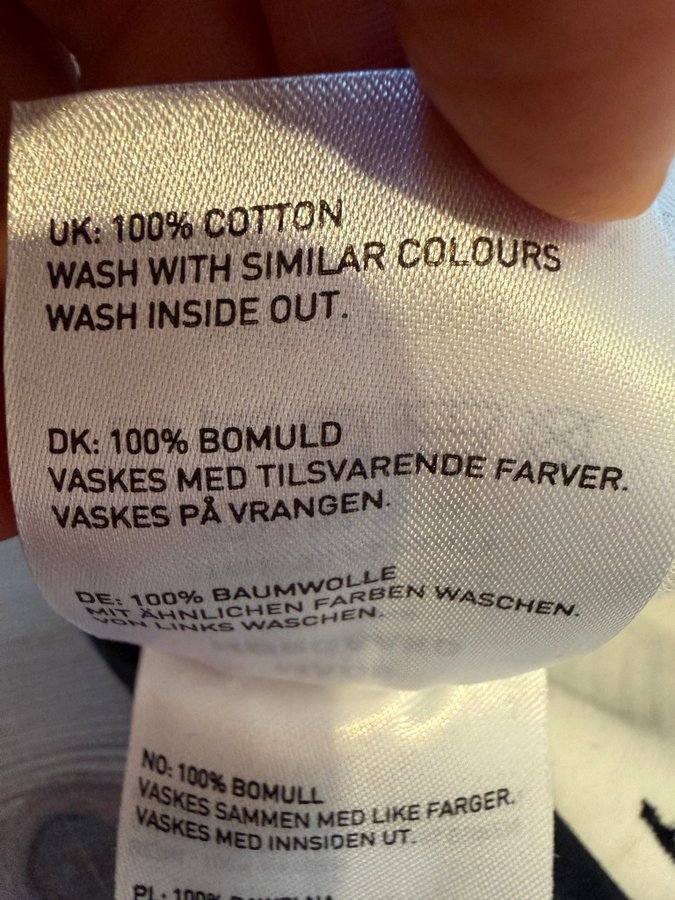 UK: 100% COTTON
WASH WITH SIMILAR COLOURS
WASH INSIDE OUT.
DK: 100% BOMULD
VASKES MED TILSVARENDE FARVER.
VASKES PÅ VRANGEN.
DE: 100% BAUMWOLLE
MIT ÄHNLICHEN FARBEN WASCHEN.
VON LINKS WASCHEN.
NO: 100% BOMULL
VASKES SAMMEN MED LIKE FARGER.
VASKES MED INNSIDEN UT.
PL: 100%